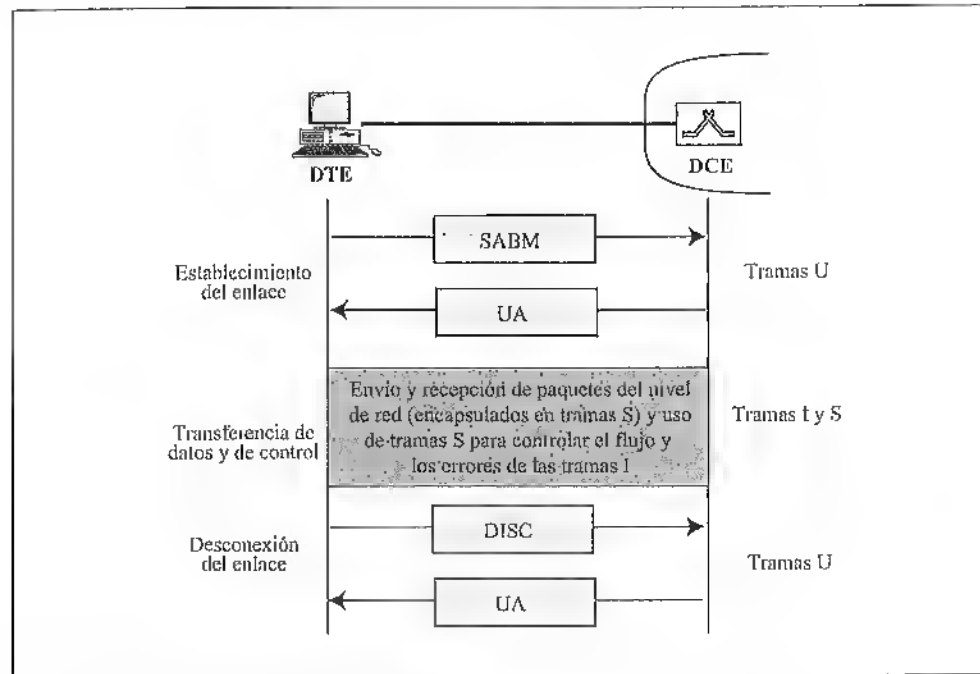 DTE
DCE
SABM
Establecimiento
del enlace
Tramas U
UA
Envío y recepción de paquetes del nivel
de red (encapsulados en tramas S) y uso
de tramas S para controlar el flujo y
los errores de las tramas I
Transferencia de
datos y de control
Tramas I y S
DISC
Desconexión
del enlace
Tramas U
UA